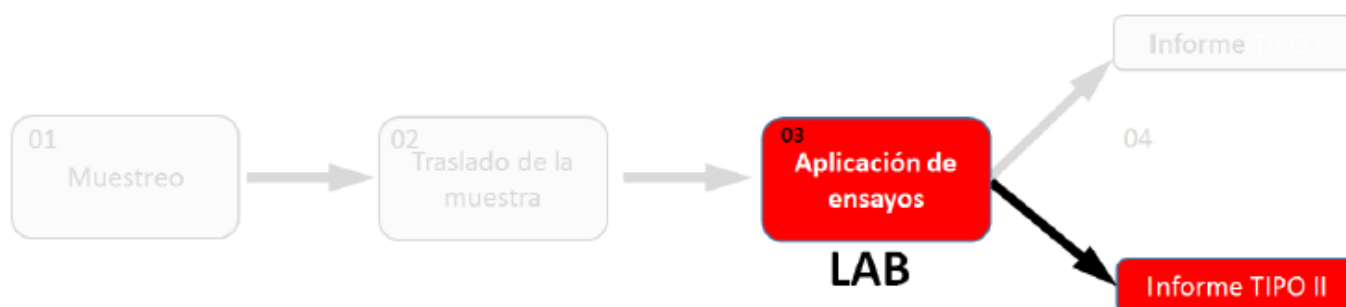 01
Muestreo
02
Traslado de la
muestra
03
Aplicación de
ensayos
LAB
Informe
04
Informe TIPO II